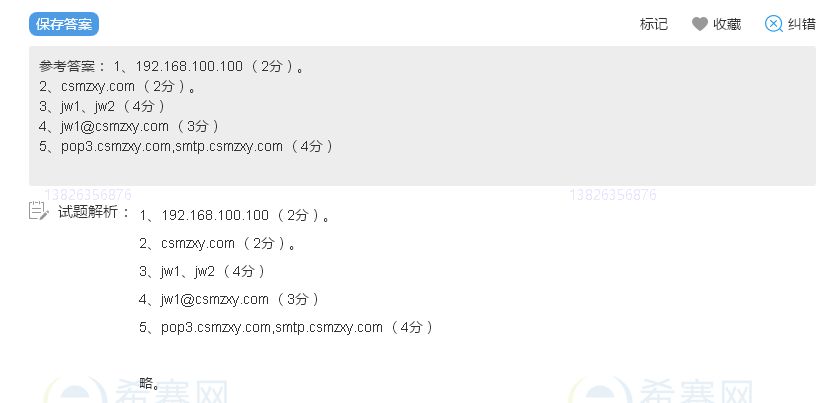 保存答案
标记 收藏 纠错
参考答案： 1、192.168.100.100 （2分）。
2、csmzxy.com （2分）。
3、jw1、jw2 （4分）
4、jw1@csmzxy.com （3分）
5、pop3.csmzxy.com,smtp.csmzxy.com （4分）
13826356876 13826356876
试题解析： 1、192.168.100.100 （2分）。
2、csmzxy.com （2分）。
3、jw1、jw2 （4分）
4、jw1@csmzxy.com （3分）
5、pop3.csmzxy.com,smtp.csmzxy.com （4分）
略。
希赛网 希赛网